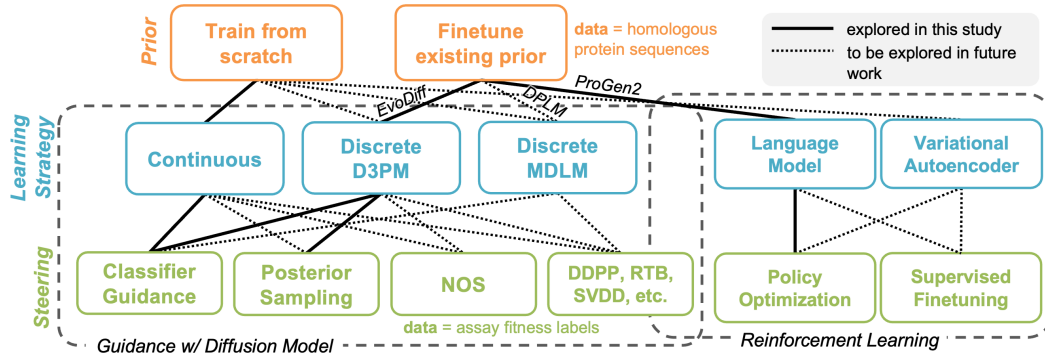 Prior
Train from
scratch
Finetune
existing prior
data = homologous
protein sequences
explored in this study
to be explored in future
work
EvoDiff
DPLM
ProGen2
Learning
Strategy
Continuous
Discrete
D3PM
Discrete
MDLM
Language
Model
Variational
Autoencoder
Steering
Classifier
Guidance
Posterior
Sampling
NOS
DDPP, RTB,
SVDD, etc.
Policy
Optimization
Supervised
Finetuning
data = assay fitness labels
Guidance w/ Diffusion Model
Reinforcement Learning